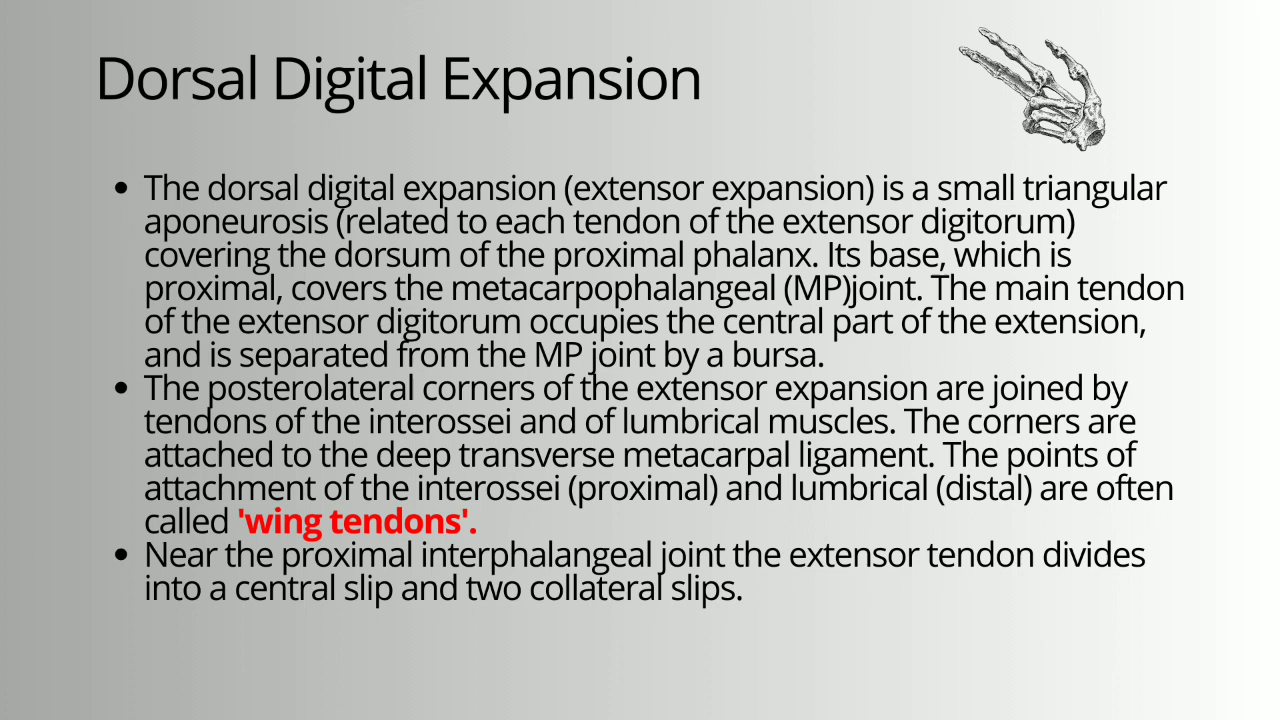 Dorsal Digital Expansion
• The dorsal digital expansion (extensor expansion) is a small triangular
aponeurosis (related to each tendon of the extensor digitorum)
covering the dorsum of the proximal phalanx. Its base, which is
proximal, covers the metacarpophalangeal (MP)joint. The main tendon
of the extensor digitorum occupies the central part of the extension,
and is separated from the MP joint by a bursa.
• The posterolateral corners of the extensor expansion are joined by
tendons of the interossei and of lumbrical muscles. The corners are
attached to the deep transverse metacarpal ligament. The points of
attachment of the interossei (proximal) and lumbrical (distal) are often
called 'wing tendons'.
• Near the proximal interphalangeal joint the extensor tendon divides
into a central slip and two collateral slips.